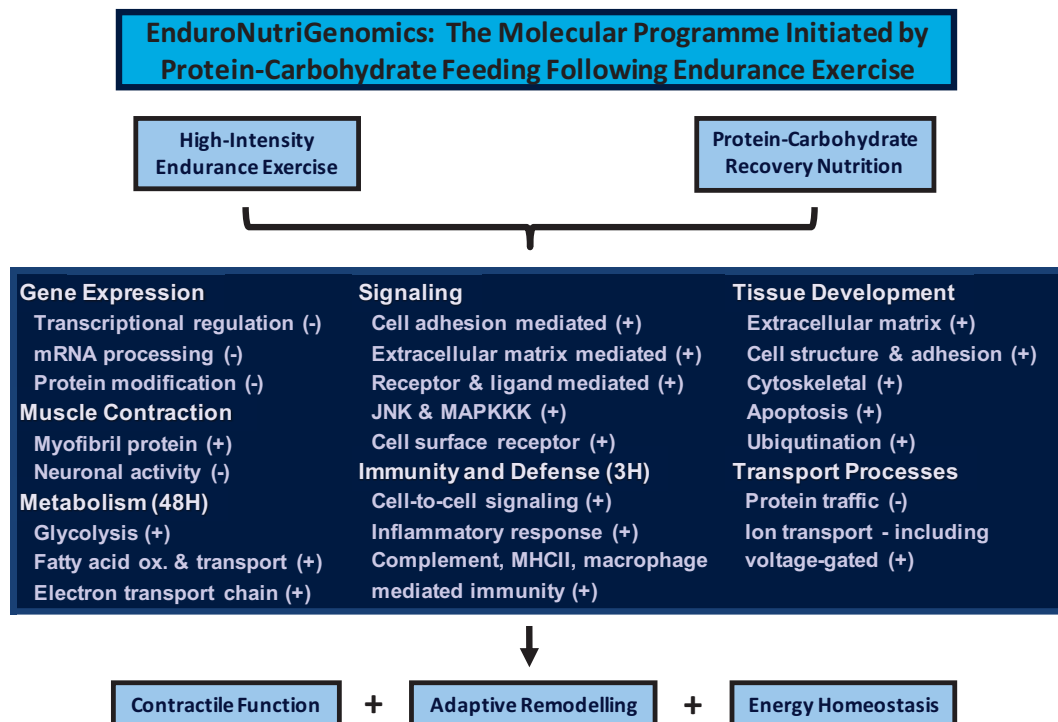 EnduroNutriGenomics: The Molecular Programme Initiated by
Protein-Carbohydrate Feeding Following Endurance Exercise
High-Intensity
Endurance Exercise
Protein-Carbohydrate
Recovery Nutrition
Gene Expression
Transcriptional regulation (-)
mRNA processing (-)
Protein modification (-)
Muscle Contraction
Myofibril protein (+)
Neuronal activity (-)
Metabolism (48H)
Glycolysis (+)
Fatty acid ox. & transport (+)
Electron transport chain (+)
Signaling
Cell adhesion mediated (+)
Extracellular matrix mediated (+)
Receptor & ligand mediated (+)
JNK & MAPKKK (+)
Cell surface receptor (+)
Immunity and Defense (3H)
Cell-to-cell signaling (+)
Inflammatory response (+)
Complement, MHCII, macrophage
mediated immunity (+)
Tissue Development
Extracellular matrix (+)
Cell structure & adhesion (+)
Cytoskeletal (+)
Apoptosis (+)
Ubiqutination (+)
Transport Processes
Protein traffic (-)
Ion transport - including
voltage-gated (+)
Contractile Function + Adaptive Remodelling + Energy Homeostasis